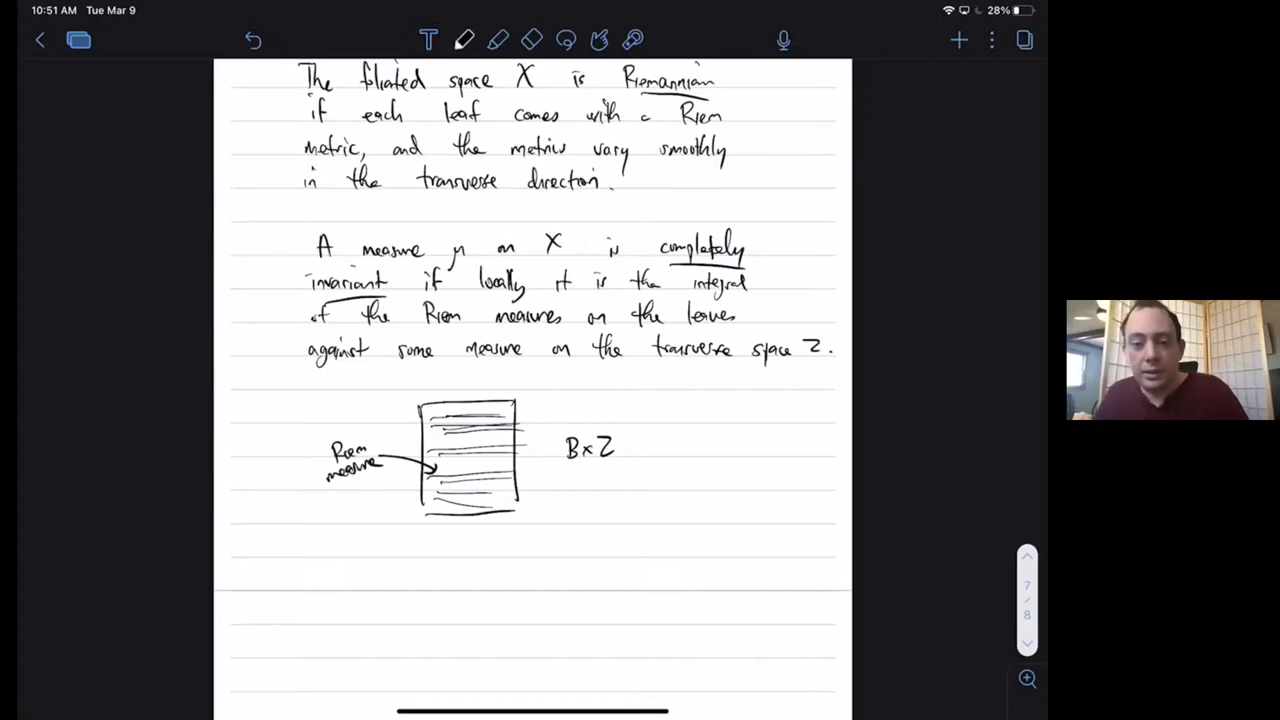 10:51 AM Tue Mar 9
28%
The foliated space X is Riemannian
if each leaf comes with a Riem
metric, and the metrics vary smoothly
in the transverse direction.
A measure μ on X is completely
invariant if locally it is the integral
of the Riem measures on the leaves
against some measure on the transverse space Z.
Riem
measure
B×Z
7
/
8